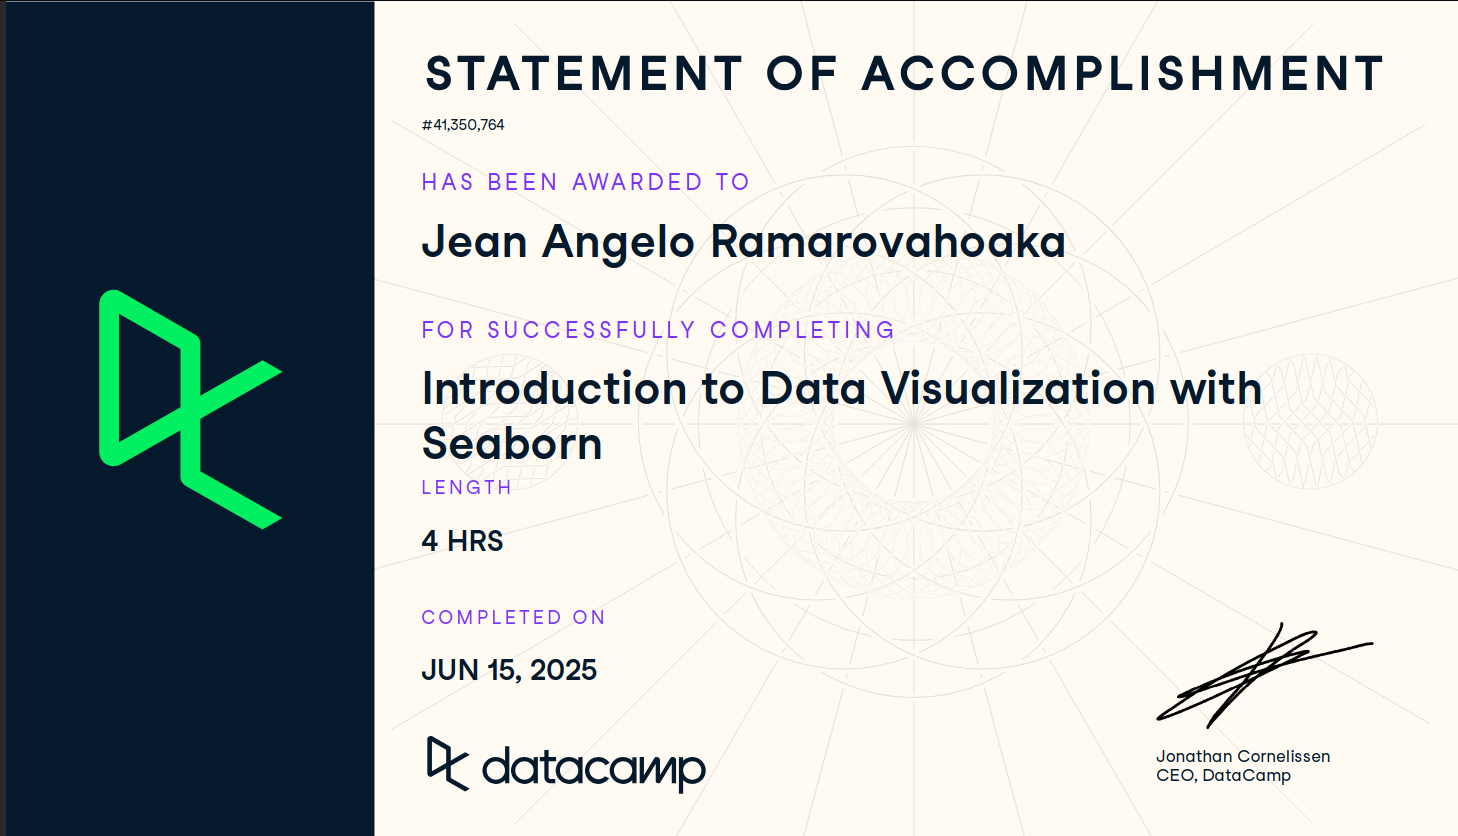 STATEMENT OF ACCOMPLISHMENT
#41,350,764
HAS BEEN AWARDED TO
Jean Angelo Ramarovahoaka
FOR SUCCESSFULLY COMPLETING
Introduction to Data Visualization with
Seaborn
LENGTH
4 HRS
COMPLETED ON
JUN 15, 2025
datacamp
Jonathan Cornelissen
CEO, DataCamp